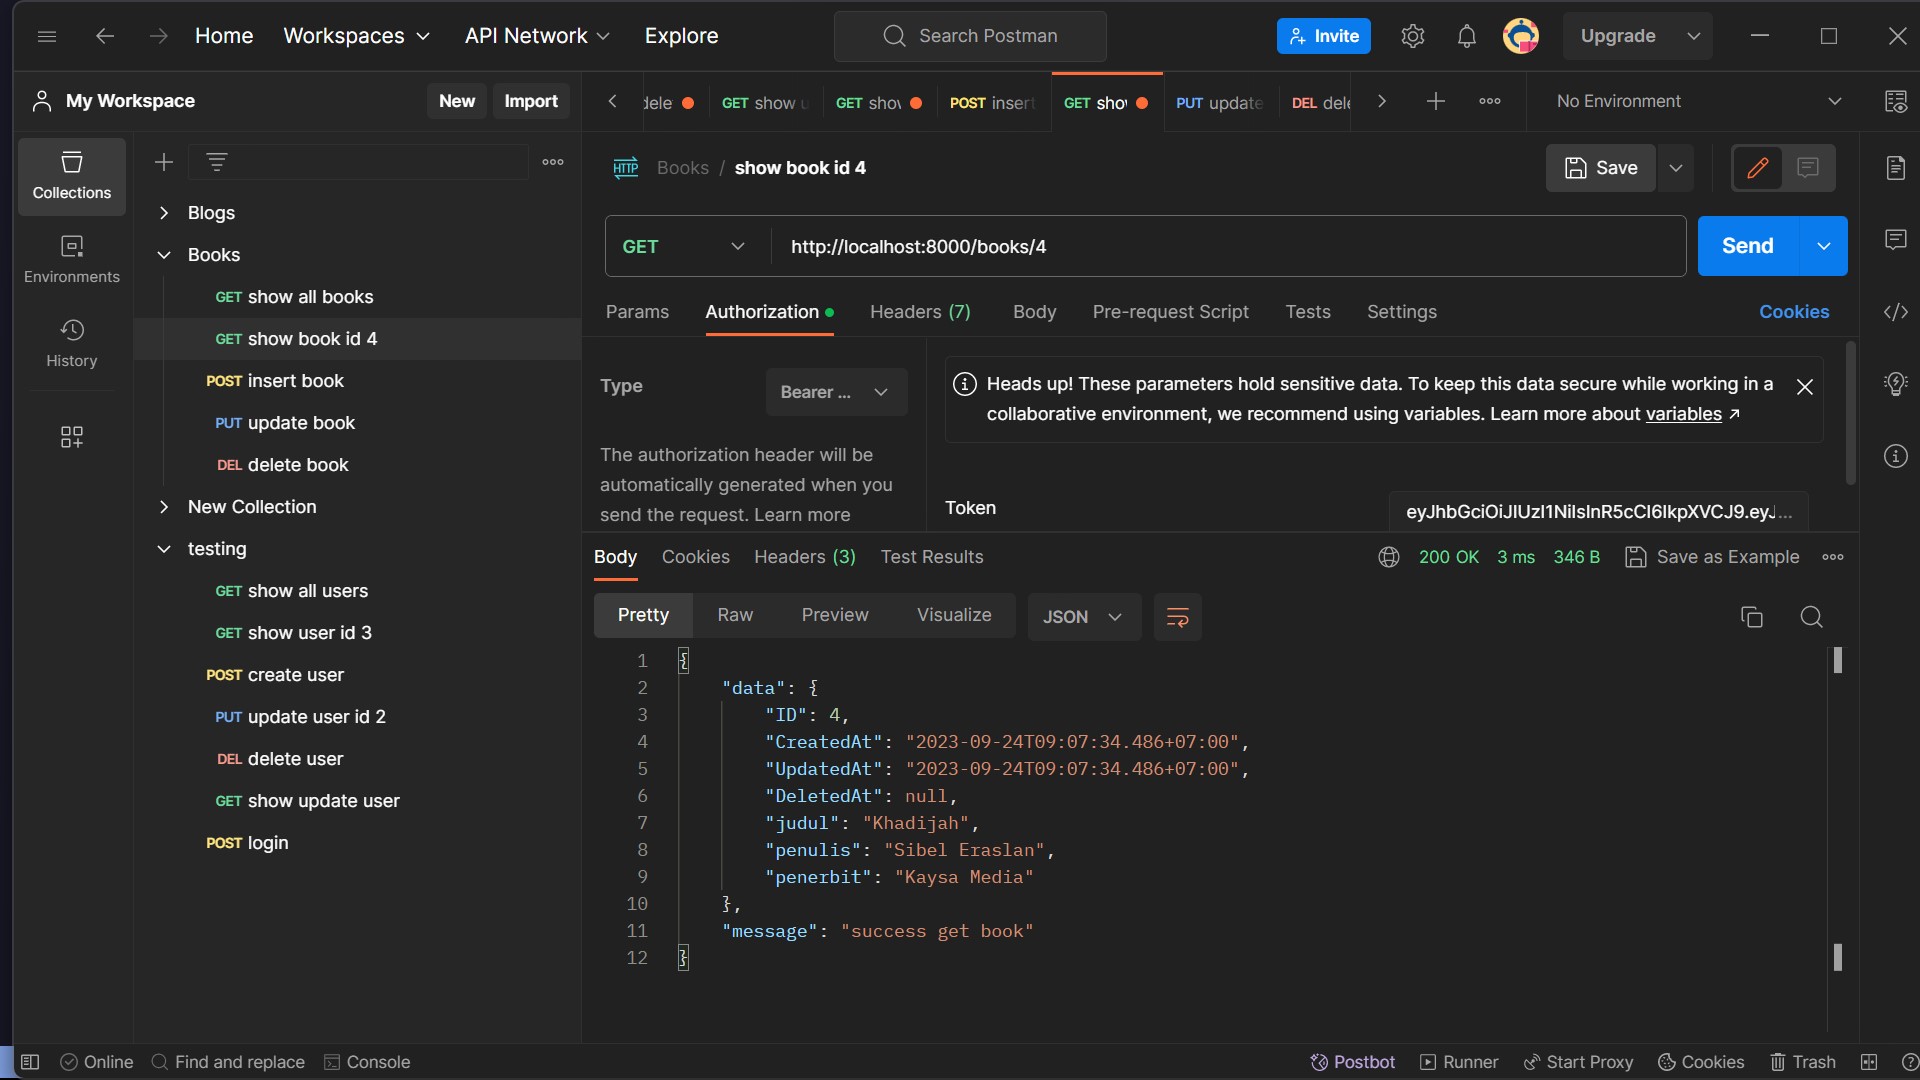 Home Workspaces API Network Explore Search Postman Invite Upgrade
My Workspace New Import
GET show POST insert GET PUT update DEL No Environment
Collections
Environments
History
Blogs
Books
GET show all books
GET show book id 4
POST insert book
PUT update book
DEL delete book
New Collection
testing
GET show all users
GET show user id 3
POST create user
PUT update user id 2
DEL delete user
GET show update user
POST login
HTTP Books / show book id 4 Save
GET http://localhost:8000/books/4 Send
Params Authorization Headers (7) Body Pre-request Script Tests Settings Cookies
Type Bearer ...
The authorization header will be
automatically generated when you
send the request. Learn more
Heads up! These parameters hold sensitive data. To keep this data secure while working in a
collaborative environment, we recommend using variables. Learn more about variables ↗
Token
Body Cookies Headers (3) Test Results 200 OK 3 ms 346 B Save as Example
Pretty Raw Preview Visualize JSON
1 {
2 "data": {
3 "ID": 4,
4 "CreatedAt": "2023-09-24T09:07:34.486+07:00",
5 "UpdatedAt": "2023-09-24T09:07:34.486+07:00",
6 "DeletedAt": null,
7 "judul": "Khadijah",
8 "penulis": "Sibel Eraslan",
9 "penerbit": "Kaysa Media"
10 },
11 "message": "success get book"
12 }
Online Find and replace Console Postbot Runner Start Proxy Cookies Trash